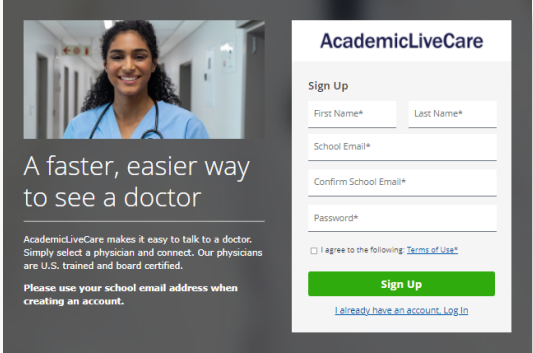 AcademicLiveCare
Sign Up
First Name*
Last Name*
School Email*
Confirm School Email*
Password*
I agree to the following: Terms of Use*
Sign Up
I already have an account, Log In
A faster, easier way
to see a doctor
AcademicLiveCare makes it easy to talk to a doctor.
Simply select a physician and connect. Our physicians
are U.S. trained and board certified.
Please use your school email address when
creating an account.